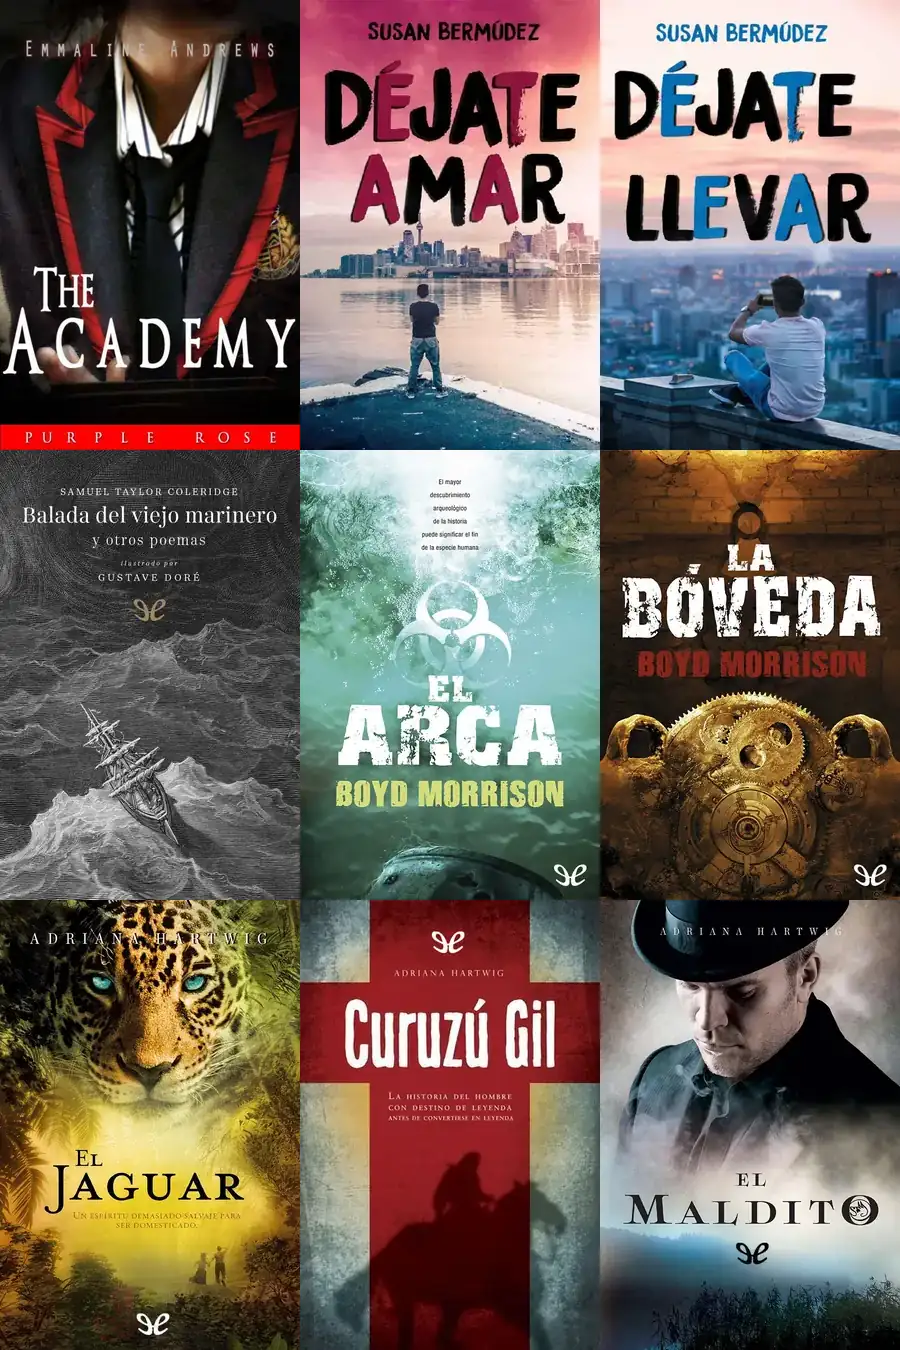 EMMALINE ANDREWS
THE
ACADEMY
PURPLE ROSE
SUSAN BERMÚDEZ
DÉJATE
AMAR
SUSAN BERMÚDEZ
DÉJATE
LLEVAR
SAMUEL TAYLOR COLERIDGE
Balada del viejo marinero
y otros poemas
ilustrado por
GUSTAVE DORÉ
El mayor
descubrimiento
arqueológico
de la historia
puede significar el fin
de la especie humana
EL
ARCA
BOYD MORRISON
LA
BÓVEDA
BOYD MORRISON
ADRIANA HARTWIG
EL
JAGUAR
UN ESPÍRITU DEMASIADO SALVAJE PARA
SER DOMESTICADO.
ADRIANA HARTWIG
Curuzú Gil
LA HISTORIA DEL HOMBRE
CON DESTINO DE LEYENDA
ANTES DE CONVERTIRSE EN LEYENDA
ADRIANA HARTWIG
EL
MALDITO